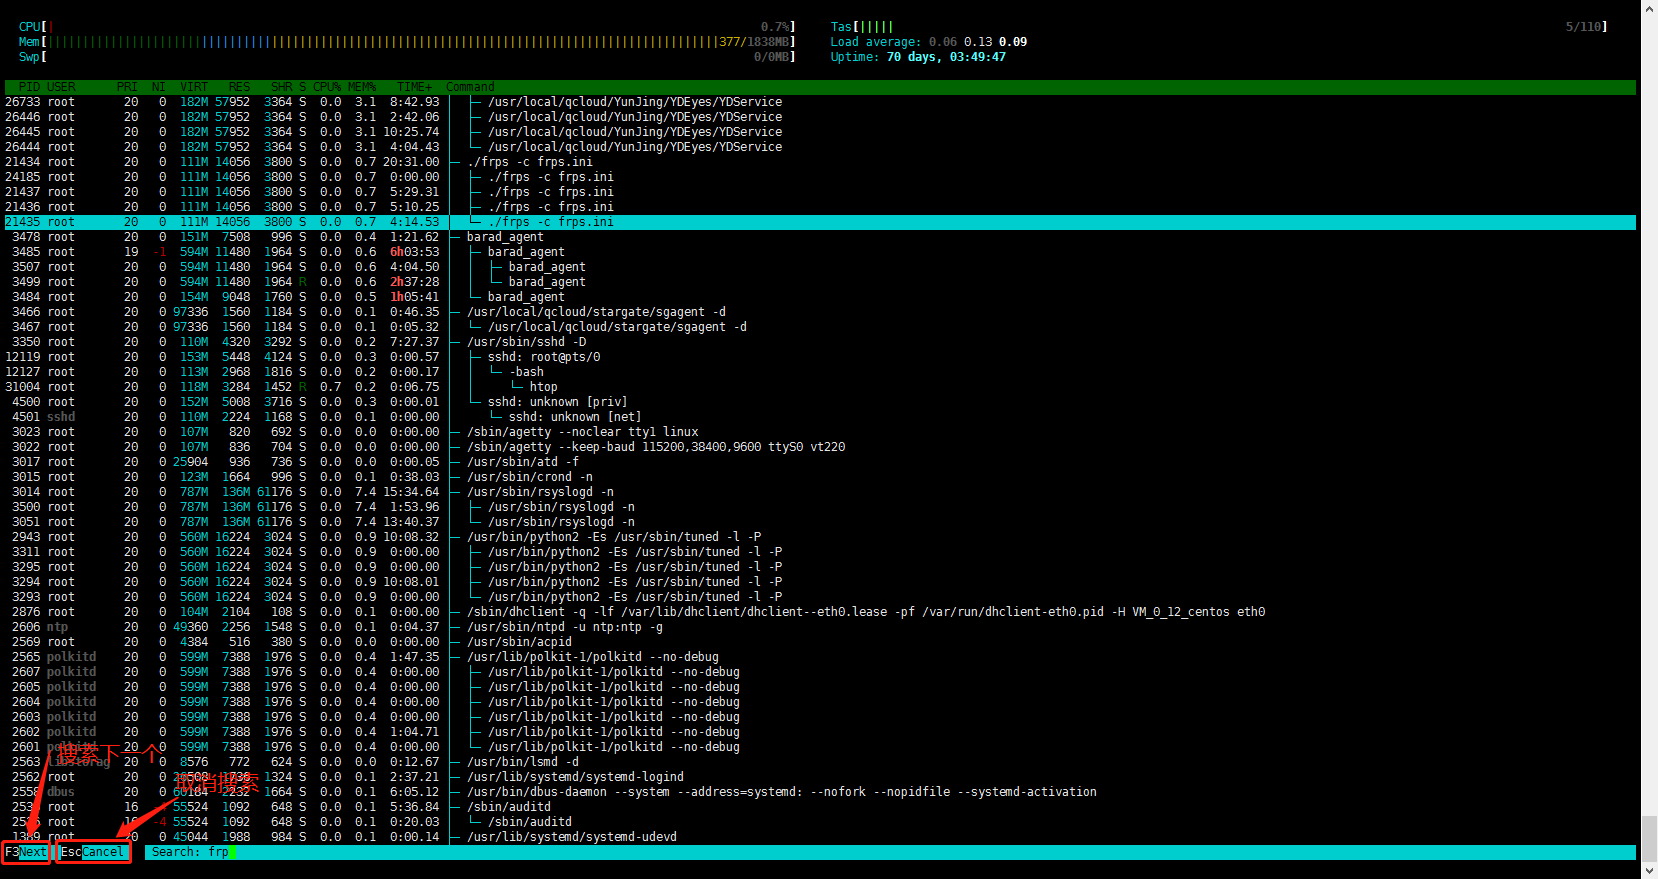 CPU[| 0.7%] Tas[||||| 5/110]
Mem[||||||||||||||||||||||||||||||||||||||||||||||||||||||||||||||||||||||||||||||||||||||||||||||||377/1838MB] Load average: 0.06 0.13 0.09
Swp[ 0/0MB] Uptime: 70 days, 03:49:47
PID USER PRI NI VIRT RES SHR S CPU% MEM% TIME+ Command
26733 root 20 0 182M 57952 3364 S 0.0 3.1 8:42.93 │ ├─ /usr/local/qcloud/YunJing/YDEyes/YDService
26446 root 20 0 182M 57952 3364 S 0.0 3.1 2:42.06 │ ├─ /usr/local/qcloud/YunJing/YDEyes/YDService
26445 root 20 0 182M 57952 3364 S 0.0 3.1 10:25.74 │ ├─ /usr/local/qcloud/YunJing/YDEyes/YDService
26444 root 20 0 182M 57952 3364 S 0.0 3.1 4:04.43 │ └─ /usr/local/qcloud/YunJing/YDEyes/YDService
21434 root 20 0 111M 14056 3800 S 0.0 0.7 20:31.00 ├─ ./frps -c frps.ini
24185 root 20 0 111M 14056 3800 S 0.0 0.7 0:00.00 │ ├─ ./frps -c frps.ini
21437 root 20 0 111M 14056 3800 S 0.0 0.7 5:29.31 │ ├─ ./frps -c frps.ini
21436 root 20 0 111M 14056 3800 S 0.0 0.7 5:10.25 │ ├─ ./frps -c frps.ini
21435 root 20 0 111M 14056 3800 S 0.0 0.7 4:14.53 │ └─ ./frps -c frps.ini
3478 root 20 0 151M 7508 996 S 0.0 0.4 1:21.62 ├─ barad_agent
3485 root 19 -1 594M 11480 1964 S 0.0 0.6 6h03:53 │ ├─ barad_agent
3507 root 20 0 594M 11480 1964 S 0.0 0.6 4:04.50 │ │ ├─ barad_agent
3499 root 20 0 594M 11480 1964 R 0.0 0.6 2h37:28 │ │ └─ barad_agent
3484 root 20 0 154M 9048 1760 S 0.0 0.5 1h05:41 │ └─ barad_agent
3466 root 20 0 97336 1560 1184 S 0.0 0.1 0:46.35 ├─ /usr/local/qcloud/stargate/sgagent -d
3467 root 20 0 97336 1560 1184 S 0.0 0.1 0:05.32 │ └─ /usr/local/qcloud/stargate/sgagent -d
3350 root 20 0 110M 4320 3292 S 0.0 0.2 7:27.37 ├─ /usr/sbin/sshd -D
12119 root 20 0 153M 5448 4124 S 0.0 0.3 0:00.57 │ ├─ sshd: root@pts/0
12127 root 20 0 113M 2968 1816 S 0.0 0.2 0:00.17 │ │ └─ -bash
31004 root 20 0 118M 3284 1452 R 0.7 0.2 0:06.75 │ │ └─ htop
4500 root 20 0 152M 5008 3716 S 0.0 0.3 0:00.01 │ └─ sshd: unknown [priv]
4501 sshd 20 0 110M 2224 1168 S 0.0 0.1 0:00.00 │ └─ sshd: unknown [net]
3023 root 20 0 107M 820 692 S 0.0 0.0 0:00.00 ├─ /sbin/agetty --noclear tty1 linux
3022 root 20 0 107M 836 704 S 0.0 0.0 0:00.00 ├─ /sbin/agetty --keep-baud 115200,38400,9600 ttyS0 vt220
3017 root 20 0 25904 936 736 S 0.0 0.0 0:00.05 ├─ /usr/sbin/atd -f
3015 root 20 0 123M 1664 996 S 0.0 0.1 0:38.03 ├─ /usr/sbin/crond -n
3014 root 20 0 787M 136M 61176 S 0.0 7.4 15:34.64 ├─ /usr/sbin/rsyslogd -n
3500 root 20 0 787M 136M 61176 S 0.0 7.4 1:53.96 │ ├─ /usr/sbin/rsyslogd -n
3051 root 20 0 787M 136M 61176 S 0.0 7.4 13:40.37 │ └─ /usr/sbin/rsyslogd -n
2943 root 20 0 560M 16224 3024 S 0.0 0.9 10:08.32 ├─ /usr/bin/python2 -Es /usr/sbin/tuned -l -P
3311 root 20 0 560M 16224 3024 S 0.0 0.9 0:00.00 │ ├─ /usr/bin/python2 -Es /usr/sbin/tuned -l -P
3295 root 20 0 560M 16224 3024 S 0.0 0.9 0:00.00 │ ├─ /usr/bin/python2 -Es /usr/sbin/tuned -l -P
3294 root 20 0 560M 16224 3024 S 0.0 0.9 10:08.01 │ ├─ /usr/bin/python2 -Es /usr/sbin/tuned -l -P
3293 root 20 0 560M 16224 3024 S 0.0 0.9 0:00.00 │ └─ /usr/bin/python2 -Es /usr/sbin/tuned -l -P
2876 root 20 0 104M 2104 108 S 0.0 0.1 0:00.00 ├─ /sbin/dhclient -q -lf /var/lib/dhclient/dhclient--eth0.lease -pf /var/run/dhclient-eth0.pid -H VM_0_12_centos eth0
2606 ntp 20 0 49360 2256 1548 S 0.0 0.1 0:04.37 ├─ /usr/sbin/ntpd -u ntp:ntp -g
2569 root 20 0 4384 516 380 S 0.0 0.0 0:00.00 ├─ /usr/sbin/acpid
2565 polkitd 20 0 599M 7388 1976 S 0.0 0.4 1:47.35 ├─ /usr/lib/polkit-1/polkitd --no-debug
2607 polkitd 20 0 599M 7388 1976 S 0.0 0.4 0:00.00 │ ├─ /usr/lib/polkit-1/polkitd --no-debug
2605 polkitd 20 0 599M 7388 1976 S 0.0 0.4 0:00.00 │ ├─ /usr/lib/polkit-1/polkitd --no-debug
2604 polkitd 20 0 599M 7388 1976 S 0.0 0.4 0:00.00 │ ├─ /usr/lib/polkit-1/polkitd --no-debug
2603 polkitd 20 0 599M 7388 1976 S 0.0 0.4 0:00.00 │ ├─ /usr/lib/polkit-1/polkitd --no-debug
2602 polkitd 20 0 599M 7388 1976 S 0.0 0.4 1:04.71 │ ├─ /usr/lib/polkit-1/polkitd --no-debug
2601 polkitd 20 0 599M 7388 1976 S 0.0 0.4 0:00.00 │ └─ /usr/lib/polkit-1/polkitd --no-debug
搜索下一个
2563 libstorag 20 0 8576 772 624 S 0.0 0.0 0:12.67 ├─ /usr/bin/lsmd -d
2562 root 20 0 1324 S 0.0 0.1 2:37.21 ├─ /usr/lib/systemd/systemd-logind
取消搜索
2558 dbus 20 0 60184 2232 1664 S 0.0 0.1 6:05.12 ├─ /usr/bin/dbus-daemon --system --address=systemd: --nofork --nopidfile --systemd-activation
root 16 55524 1092 648 S 0.0 0.1 5:36.84 ├─ /sbin/auditd
root 16 -4 55524 1092 648 S 0.0 0.1 0:20.03 │ └─ /sbin/auditd
1389 root 20 0 45044 1988 984 S 0.0 0.1 0:00.14 ├─ /usr/lib/systemd/systemd-udevd
F3Next EscCancel Search: frp